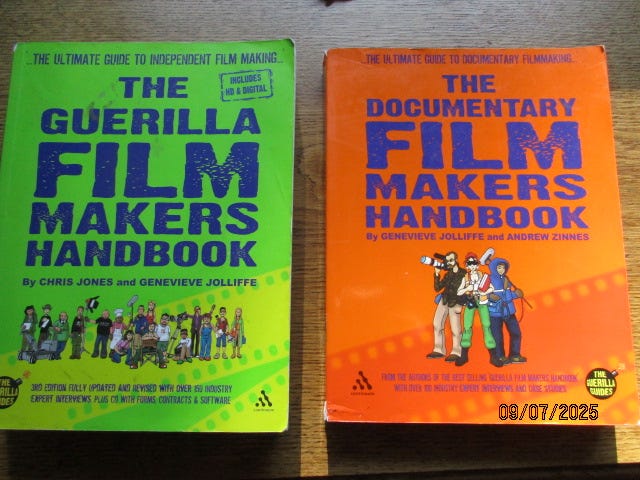 ...THE ULTIMATE GUIDE TO INDEPENDENT FILM MAKING...
THE
INCLUDES
HD & DIGITAL
GUERILLA
FILM
MAKERS
HANDBOOK
By CHRIS JONES and GENEVIEVE JOLLIFFE
3RD EDITION FULLY UPDATED AND REVISED WITH OVER 150 INDUSTRY
EXPERT INTERVIEWS PLUS CD WITH FORMS, CONTRACTS & SOFTWARE
continuum
THE
GUERILLA
GUIDES
...THE ULTIMATE GUIDE TO DOCUMENTARY FILMMAKING...
THE
DOCUMENTARY
FILM
MAKERS
HANDBOOK
By GENEVIEVE JOLLIFFE and ANDREW ZINNES
FROM THE AUTHORS OF THE BEST SELLING GUERILLA FILM MAKERS HANDBOOK
WITH OVER 100 INDUSTRY EXPERT INTERVIEWS AND CASE STUDIES
continuum
THE
GUERILLA
GUIDES
09/07/2025